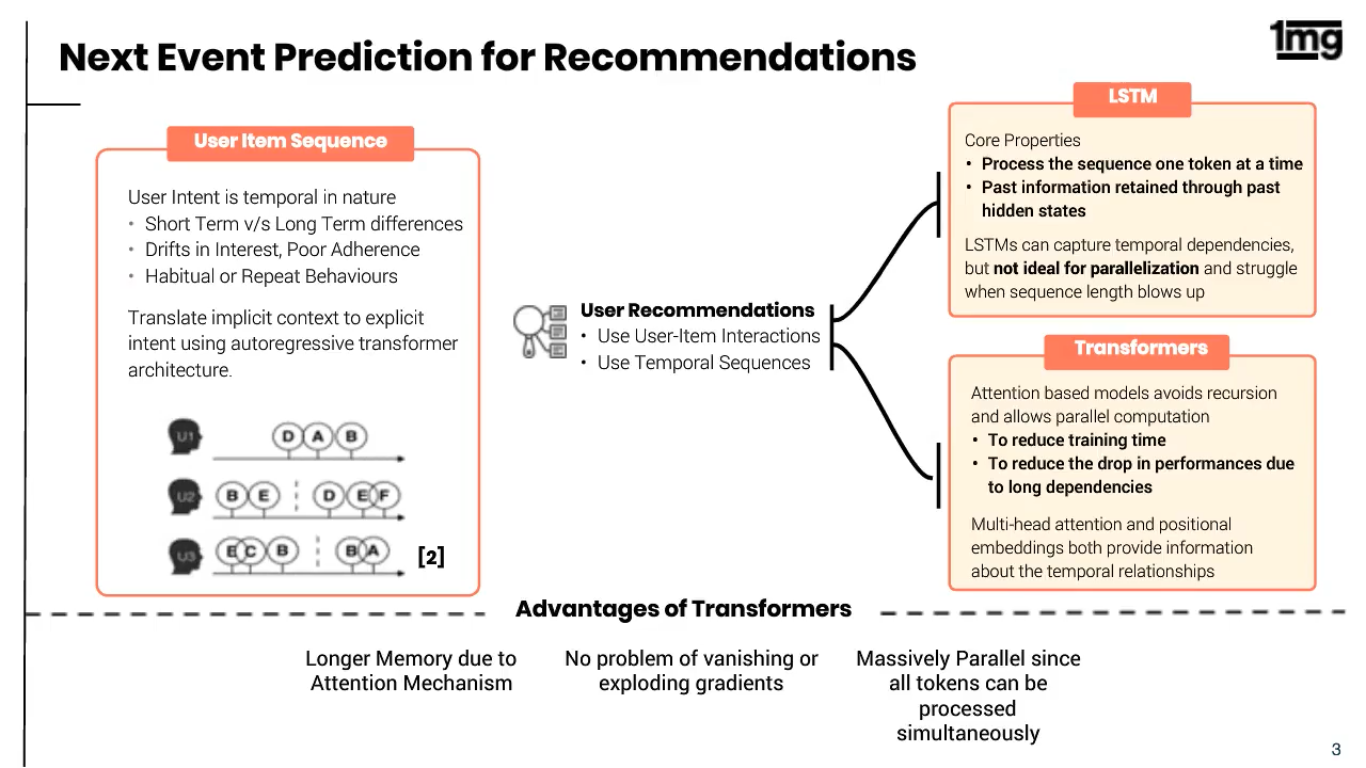 Next Event Prediction for Recommendations
1mg
User Item Sequence
User Intent is temporal in nature
• Short Term v/s Long Term differences
• Drifts in Interest, Poor Adherence
• Habitual or Repeat Behaviours
Translate implicit context to explicit
intent using autoregressive transformer
architecture.
U1 D A B
U2 B E D E F
U3 E C B B A [2]
User Recommendations
• Use User-Item Interactions
• Use Temporal Sequences
LSTM
Core Properties
• Process the sequence one token at a time
• Past information retained through past
hidden states
LSTMs can capture temporal dependencies,
but not ideal for parallelization and struggle
when sequence length blows up
Transformers
Attention based models avoids recursion
and allows parallel computation
• To reduce training time
• To reduce the drop in performances due
to long dependencies
Multi-head attention and positional
embeddings both provide information
about the temporal relationships
Advantages of Transformers
Longer Memory due to
Attention Mechanism
No problem of vanishing or
exploding gradients
Massively Parallel since
all tokens can be
processed
simultaneously
3